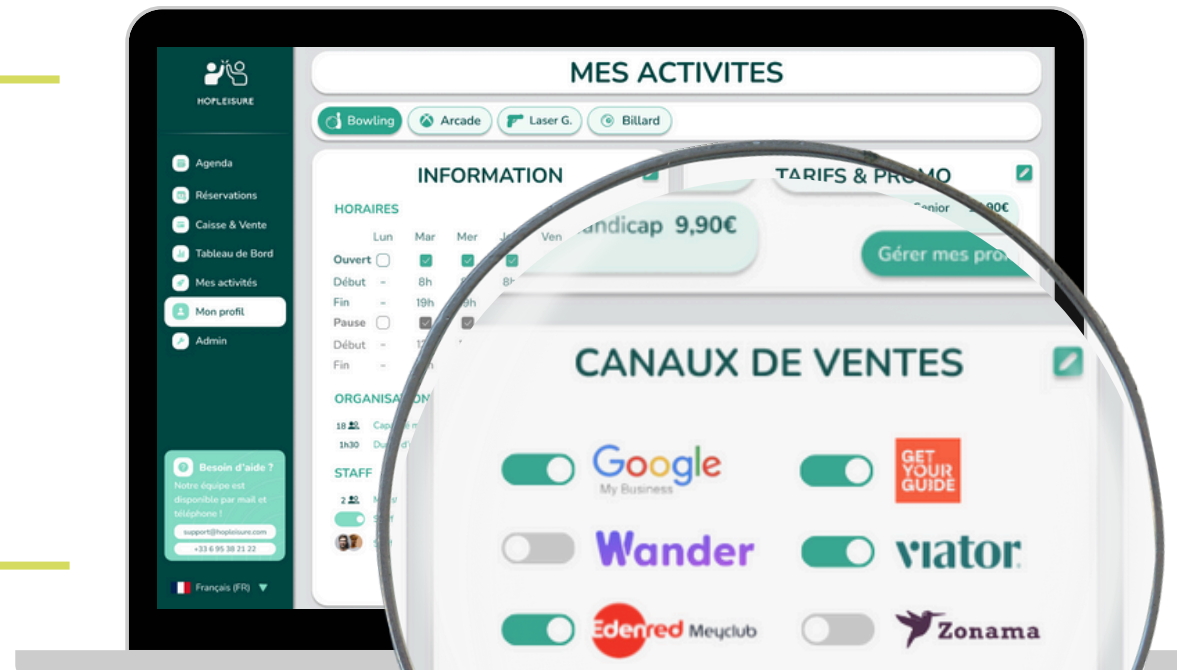 HOPLEISURE
Agenda
Réservations
Caisse & Vente
Tableau de Bord
Mes activités
Mon profil
Admin
Besoin d'aide ?
Notre équipe est
disponible par mail et
téléphone !
support@hopleisure.com
+33 6 95 38 21 22
Français (FR)
MES ACTIVITES
Bowling
Arcade
Laser G.
Billard
INFORMATION
HORAIRES
Lun Mar Mer Ven
Ouvert
Début - 8h
Fin - 19h
Pause
Début -
Fin -
18
1h30
STAFF
2
TARIFS & PROMO
Senior
9,90€
Gérer mes
CANAUX DE VENTES
Google
My Business
GET
YOUR
GUIDE
Wander
viator
Edenred Meyclub
Zonama